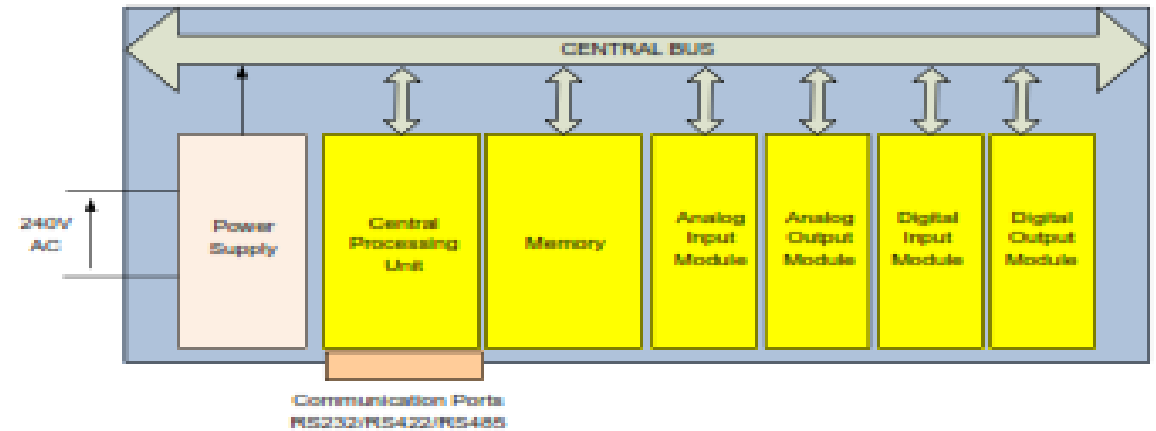 CENTRAL BUS
240V
AC
Power
Supply
Central
Processing
Unit
Memory
Analog
Input
Module
Analog
Output
Module
Digital
Input
Module
Digital
Output
Module
Communication Ports
RS232/RS422/RS485